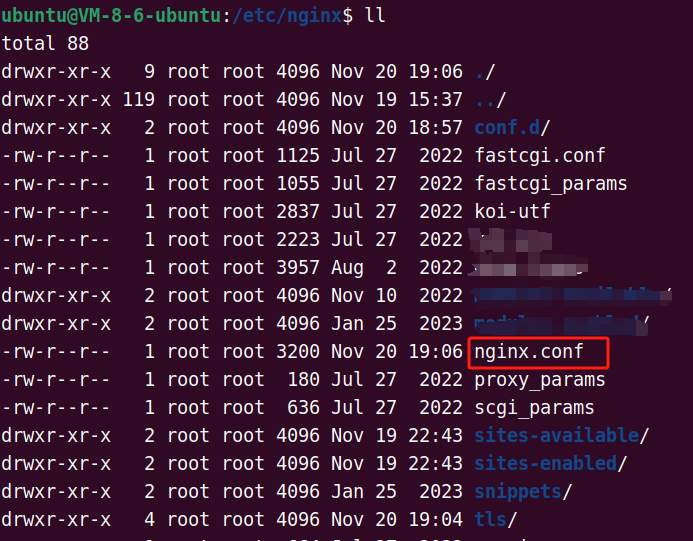 ubuntu@VM-8-6-ubuntu:/etc/nginx$ ll
total 88
drwxr-xr-x   9 root root 4096 Nov 20 19:06 ./
drwxr-xr-x 119 root root 4096 Nov 19 15:37 ../
drwxr-xr-x   2 root root 4096 Nov 20 18:57 conf.d/
-rw-r--r--   1 root root 1125 Jul 27  2022 fastcgi.conf
-rw-r--r--   1 root root 1055 Jul 27  2022 fastcgi_params
-rw-r--r--   1 root root 2837 Jul 27  2022 koi-utf
-rw-r--r--   1 root root 2223 Jul 27  2022
-rw-r--r--   1 root root 3957 Aug  2  2022
drwxr-xr-x   2 root root 4096 Nov 10  2022 /
drwxr-xr-x   2 root root 4096 Jan 25  2023 /
-rw-r--r--   1 root root 3200 Nov 20 19:06 nginx.conf
-rw-r--r--   1 root root  180 Jul 27  2022 proxy_params
-rw-r--r--   1 root root  636 Jul 27  2022 scgi_params
drwxr-xr-x   2 root root 4096 Nov 19 22:43 sites-available/
drwxr-xr-x   2 root root 4096 Nov 19 22:43 sites-enabled/
drwxr-xr-x   2 root root 4096 Jan 25  2023 snippets/
drwxr-xr-x   4 root root 4096 Nov 20 19:04 tls/